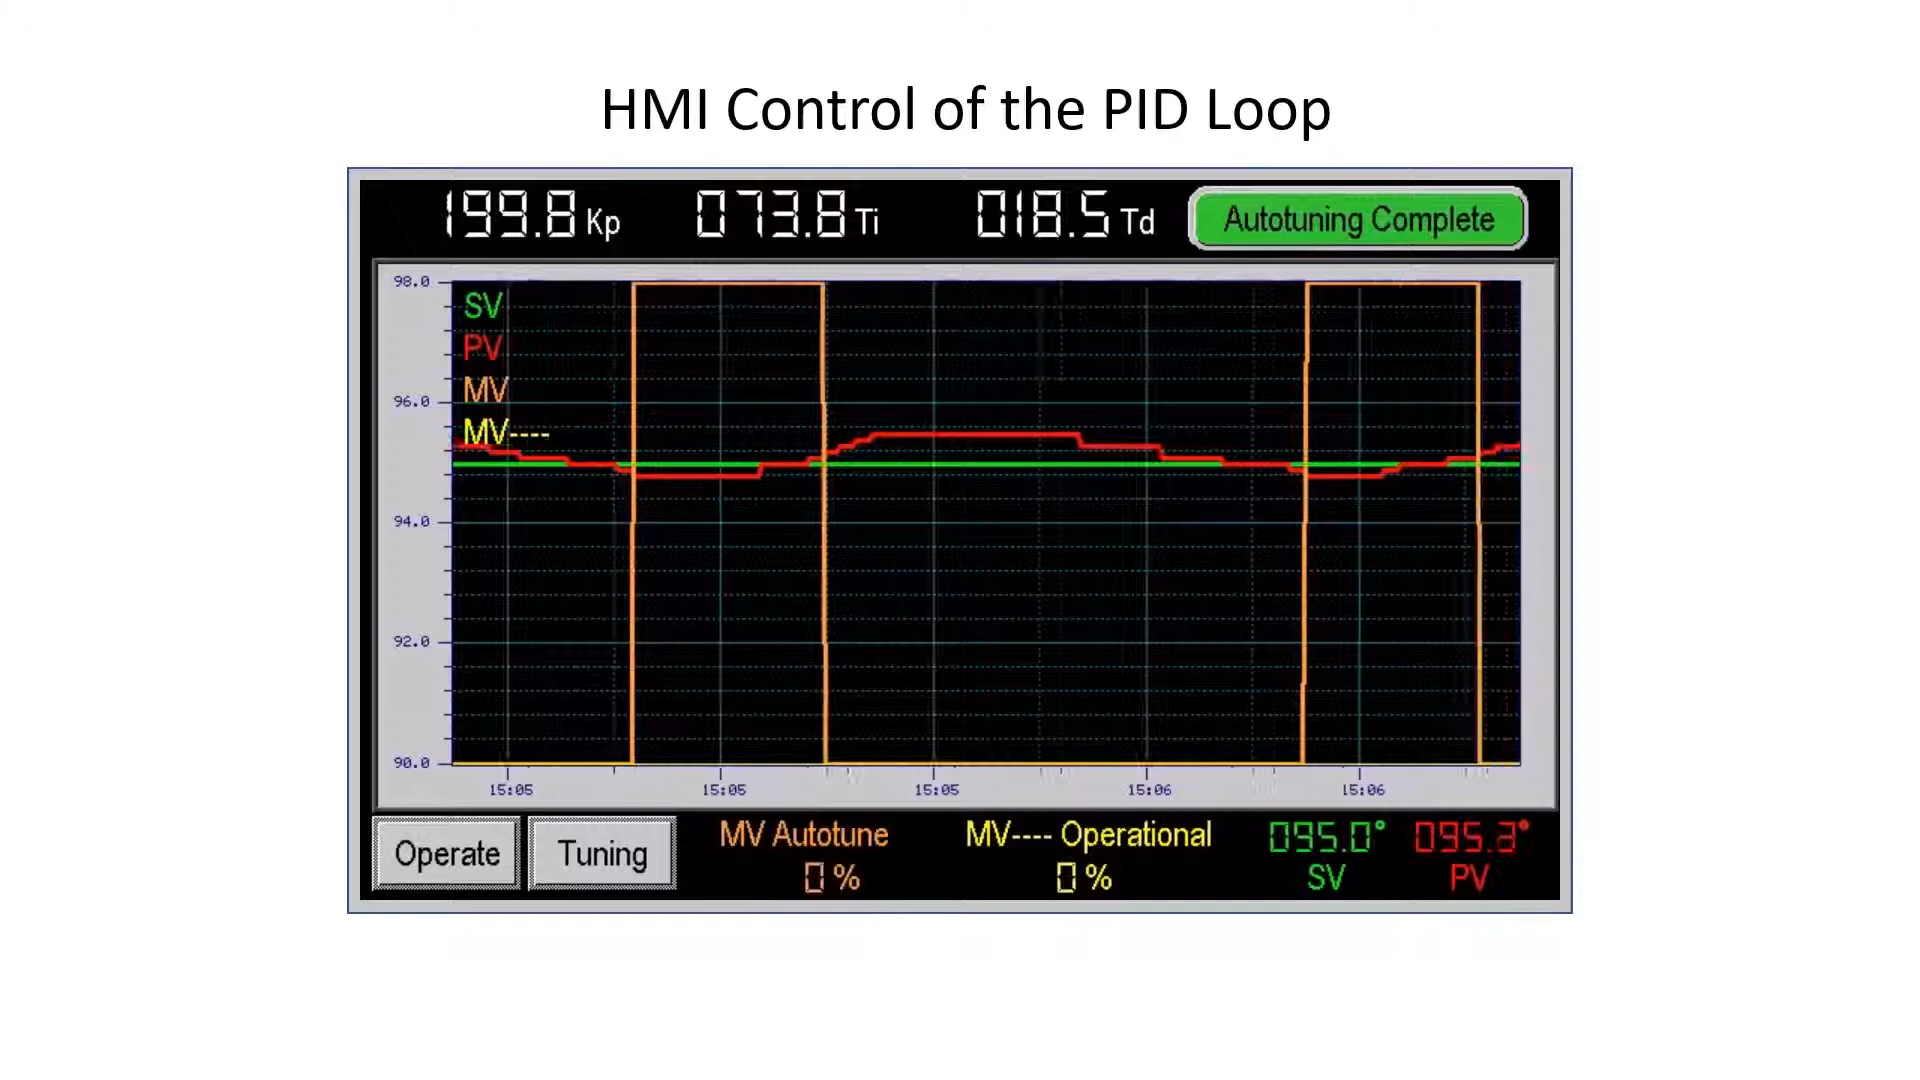 HMI Control of the PID Loop
199.8 Kp 073.8 Ti 018.5 Td Autotuning Complete
98.0
SV
PV
MV
96.0
MV----
94.0
92.0
90.0
15:05 15:05 15:05 15:06 15:06
Operate Tuning
MV Autotune MV---- Operational 095.0°
0 % 0 % SV PV